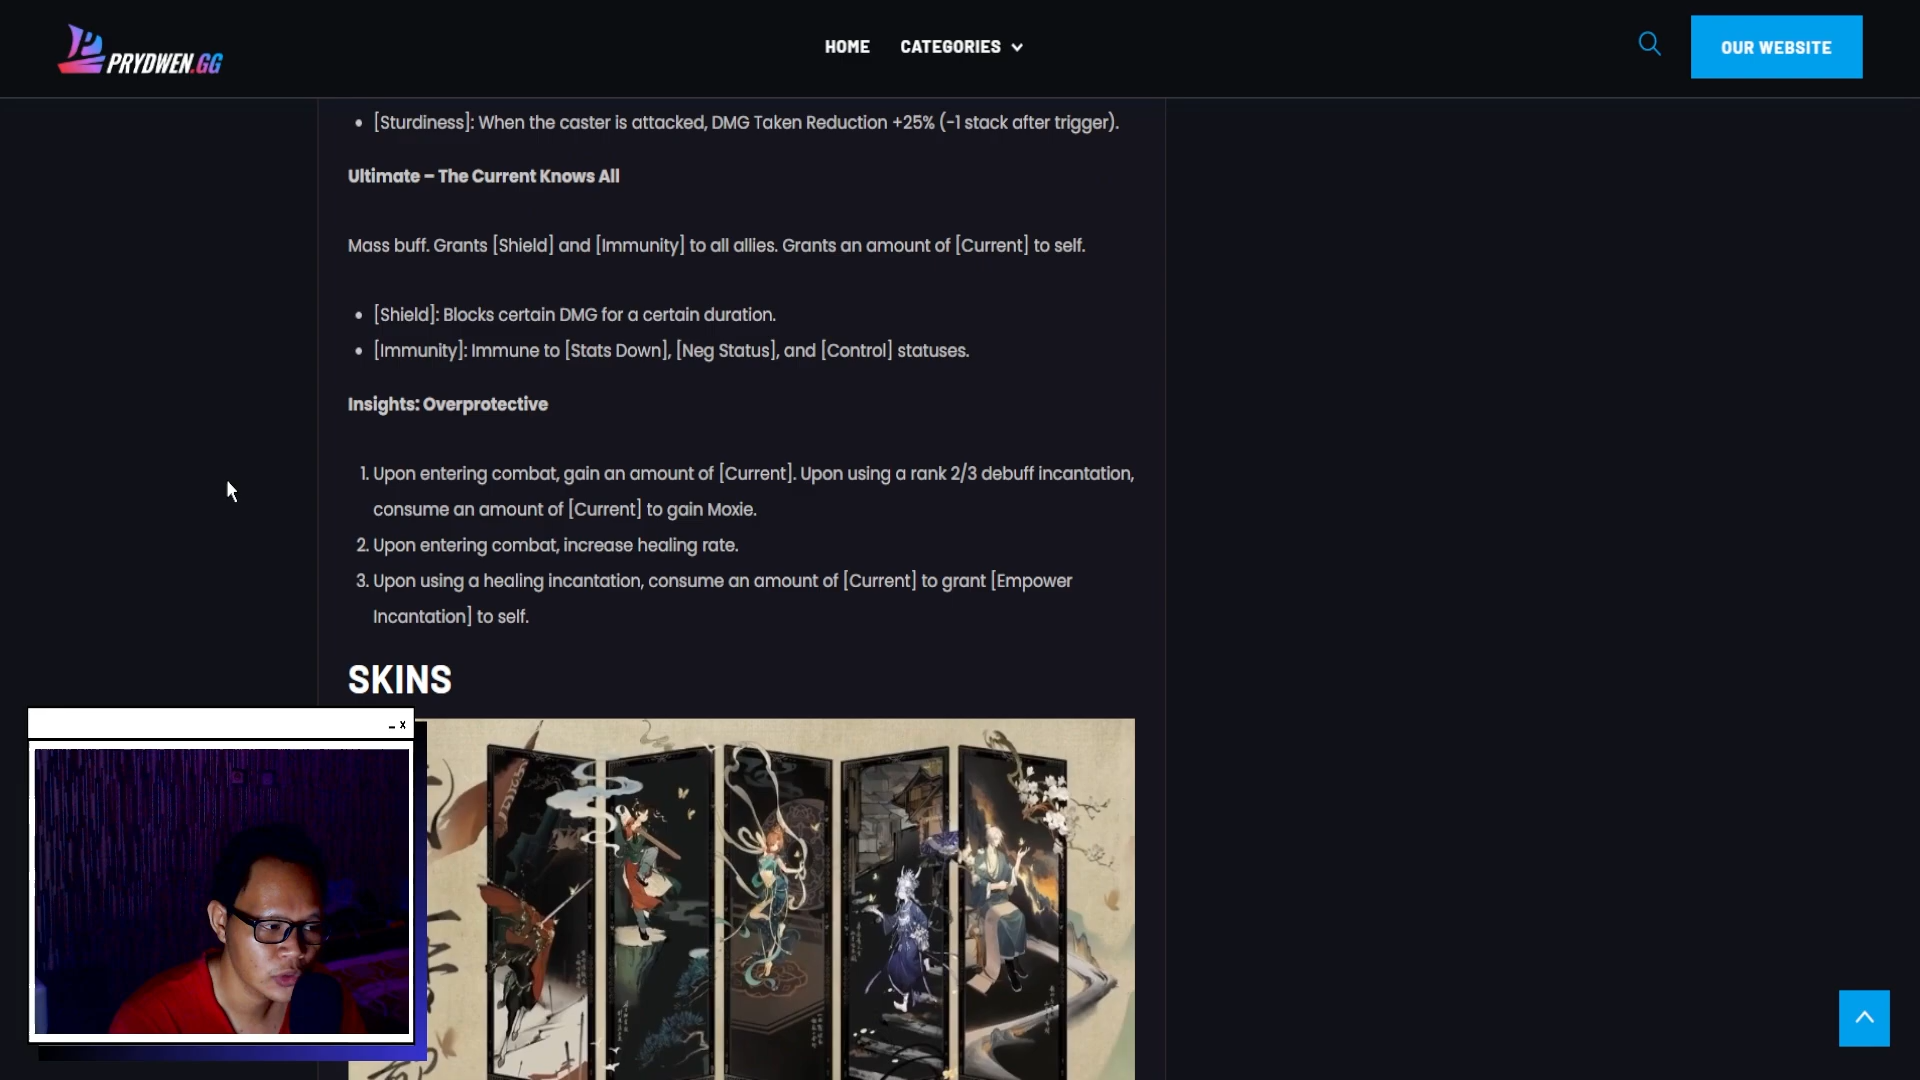 PRYDWEN.GG
HOME
CATEGORIES
OUR WEBSITE
• [Sturdiness]: When the caster is attacked, DMG Taken Reduction +25% (-1 stack after trigger).
Ultimate – The Current Knows All
Mass buff. Grants [Shield] and [Immunity] to all allies. Grants an amount of [Current] to self.
• [Shield]: Blocks certain DMG for a certain duration.
• [Immunity]: Immune to [Stats Down], [Neg Status], and [Control] statuses.
Insights: Overprotective
1. Upon entering combat, gain an amount of [Current]. Upon using a rank 2/3 debuff incantation,
consume an amount of [Current] to gain Moxie.
2. Upon entering combat, increase healing rate.
3. Upon using a healing incantation, consume an amount of [Current] to grant [Empower
Incantation] to self.
SKINS